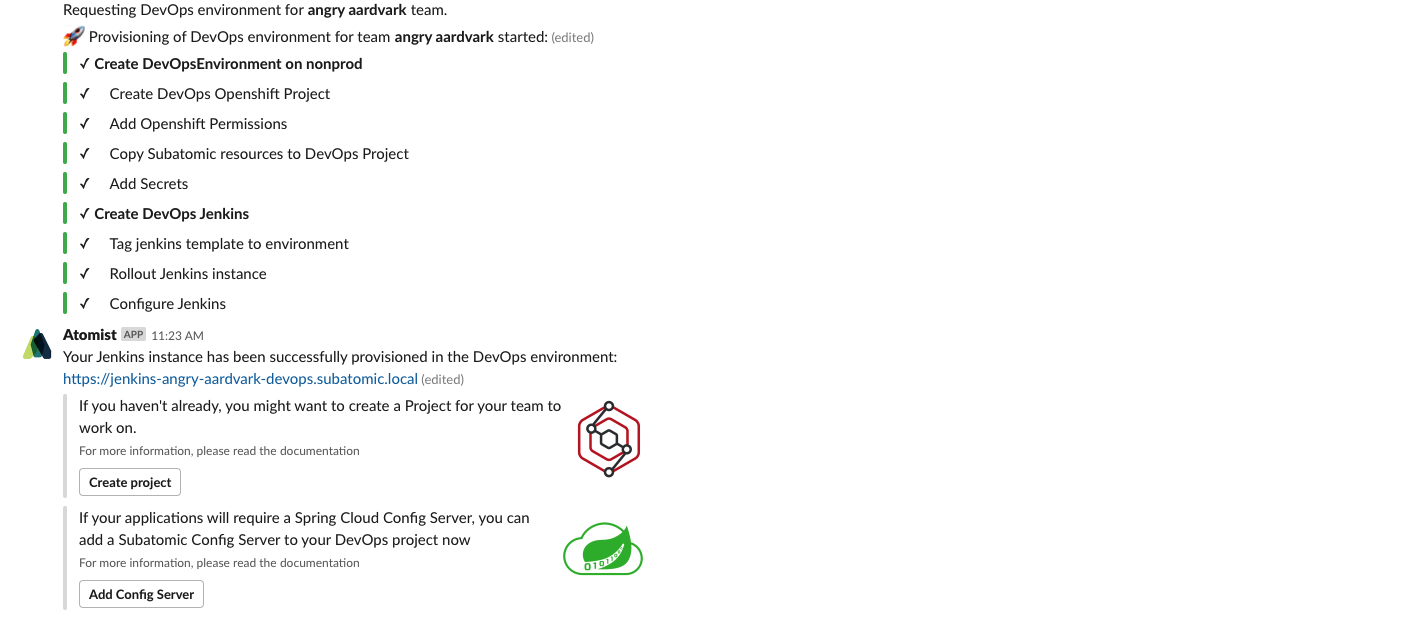 Requesting DevOps environment for angry aardvark team.
🚀 Provisioning of DevOps environment for team angry aardvark started: (edited)
✓ Create DevOpsEnvironment on nonprod
✓ Create DevOps Openshift Project
✓ Add Openshift Permissions
✓ Copy Subatomic resources to DevOps Project
✓ Add Secrets
✓ Create DevOps Jenkins
✓ Tag jenkins template to environment
✓ Rollout Jenkins instance
✓ Configure Jenkins
Atomist APP 11:23 AM
Your Jenkins instance has been successfully provisioned in the DevOps environment:
https://jenkins-angry-aardvark-devops.subatomic.local (edited)
If you haven't already, you might want to create a Project for your team to
work on.
For more information, please read the documentation
Create project
If your applications will require a Spring Cloud Config Server, you can
add a Subatomic Config Server to your DevOps project now
For more information, please read the documentation
Add Config Server